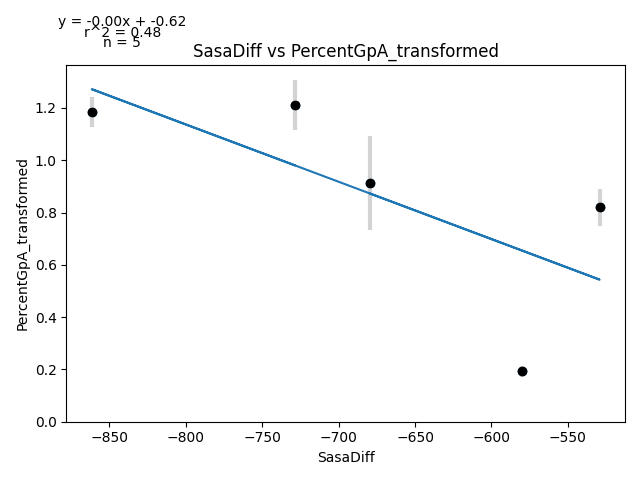 y = -0.00x + -0.62
r^2 = 0.48
n = 5
SasaDiff vs PercentGpA_transformed
PercentGpA_transformed
1.2
1.0
0.8
0.6
0.4
0.2
0.0
−850 −800 −750 −700 −650 −600 −550
SasaDiff